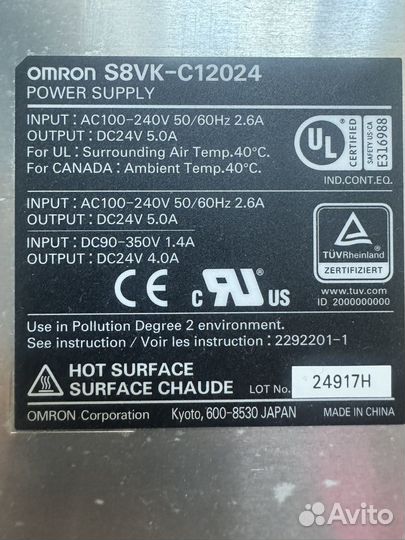 OMRON S8VK-C12024
POWER SUPPLY
INPUT : AC100-240V 50/60Hz 2.6A
OUTPUT : DC24V 5.0A
For UL : Surrounding Air Temp.40°C.
For CANADA : Ambient Temp.40°C.
UL
CERTIFIED
SAFETY US-CA
E316988
IND.CONT.EQ.
INPUT : AC100-240V 50/60Hz 2.6A
OUTPUT : DC24V 5.0A
INPUT : DC90-350V 1.4A
OUTPUT : DC24V 4.0A
TÜVRheinland
ZERTIFIZIERT
www.tuv.com
ID 2000000000
CE c RU US
Use in Pollution Degree 2 environment.
See instruction / Voir les instruction : 2292201-1
HOT SURFACE
SURFACE CHAUDE
LOT No. 24917H
OMRON Corporation Kyoto, 600-8530 JAPAN MADE IN CHINA
Avito